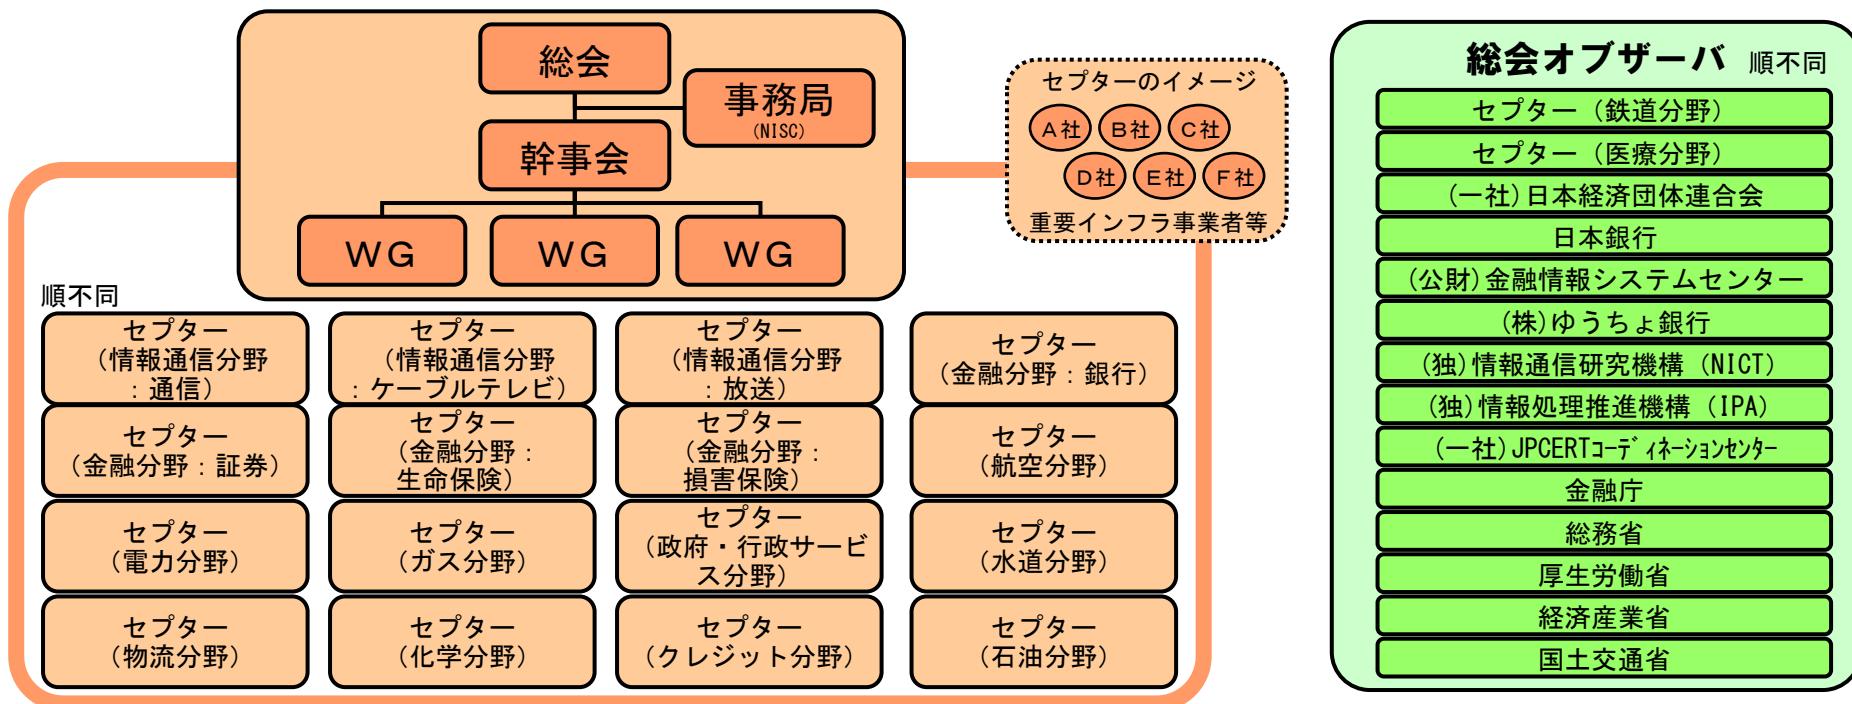 総会
事務局
(NISC)
幹事会
WG
WG
WG
セプターのイメージ
A社
B社
C社
D社
E社
F社
重要インフラ事業者等
順不同
セプター
(情報通信分野
:通信)
セプター
(情報通信分野
:ケーブルテレビ)
セプター
(情報通信分野
:放送)
セプター
(金融分野:銀行)
セプター
(金融分野:証券)
セプター
(金融分野:
生命保険)
セプター
(金融分野:
損害保険)
セプター
(航空分野)
セプター
(電力分野)
セプター
(ガス分野)
セプター
(政府・行政サービ
ス分野)
セプター
(水道分野)
セプター
(物流分野)
セプター
(化学分野)
セプター
(クレジット分野)
セプター
(石油分野)
総会オブザーバ 順不同
セプター(鉄道分野)
セプター(医療分野)
(一社)日本経済団体連合会
日本銀行
(公財)金融情報システムセンター
(株)ゆうちょ銀行
(独)情報通信研究機構(NICT)
(独)情報処理推進機構(IPA)
(一社)JPCERTコーディネーションセンター
金融庁
総務省
厚生労働省
経済産業省
国土交通省